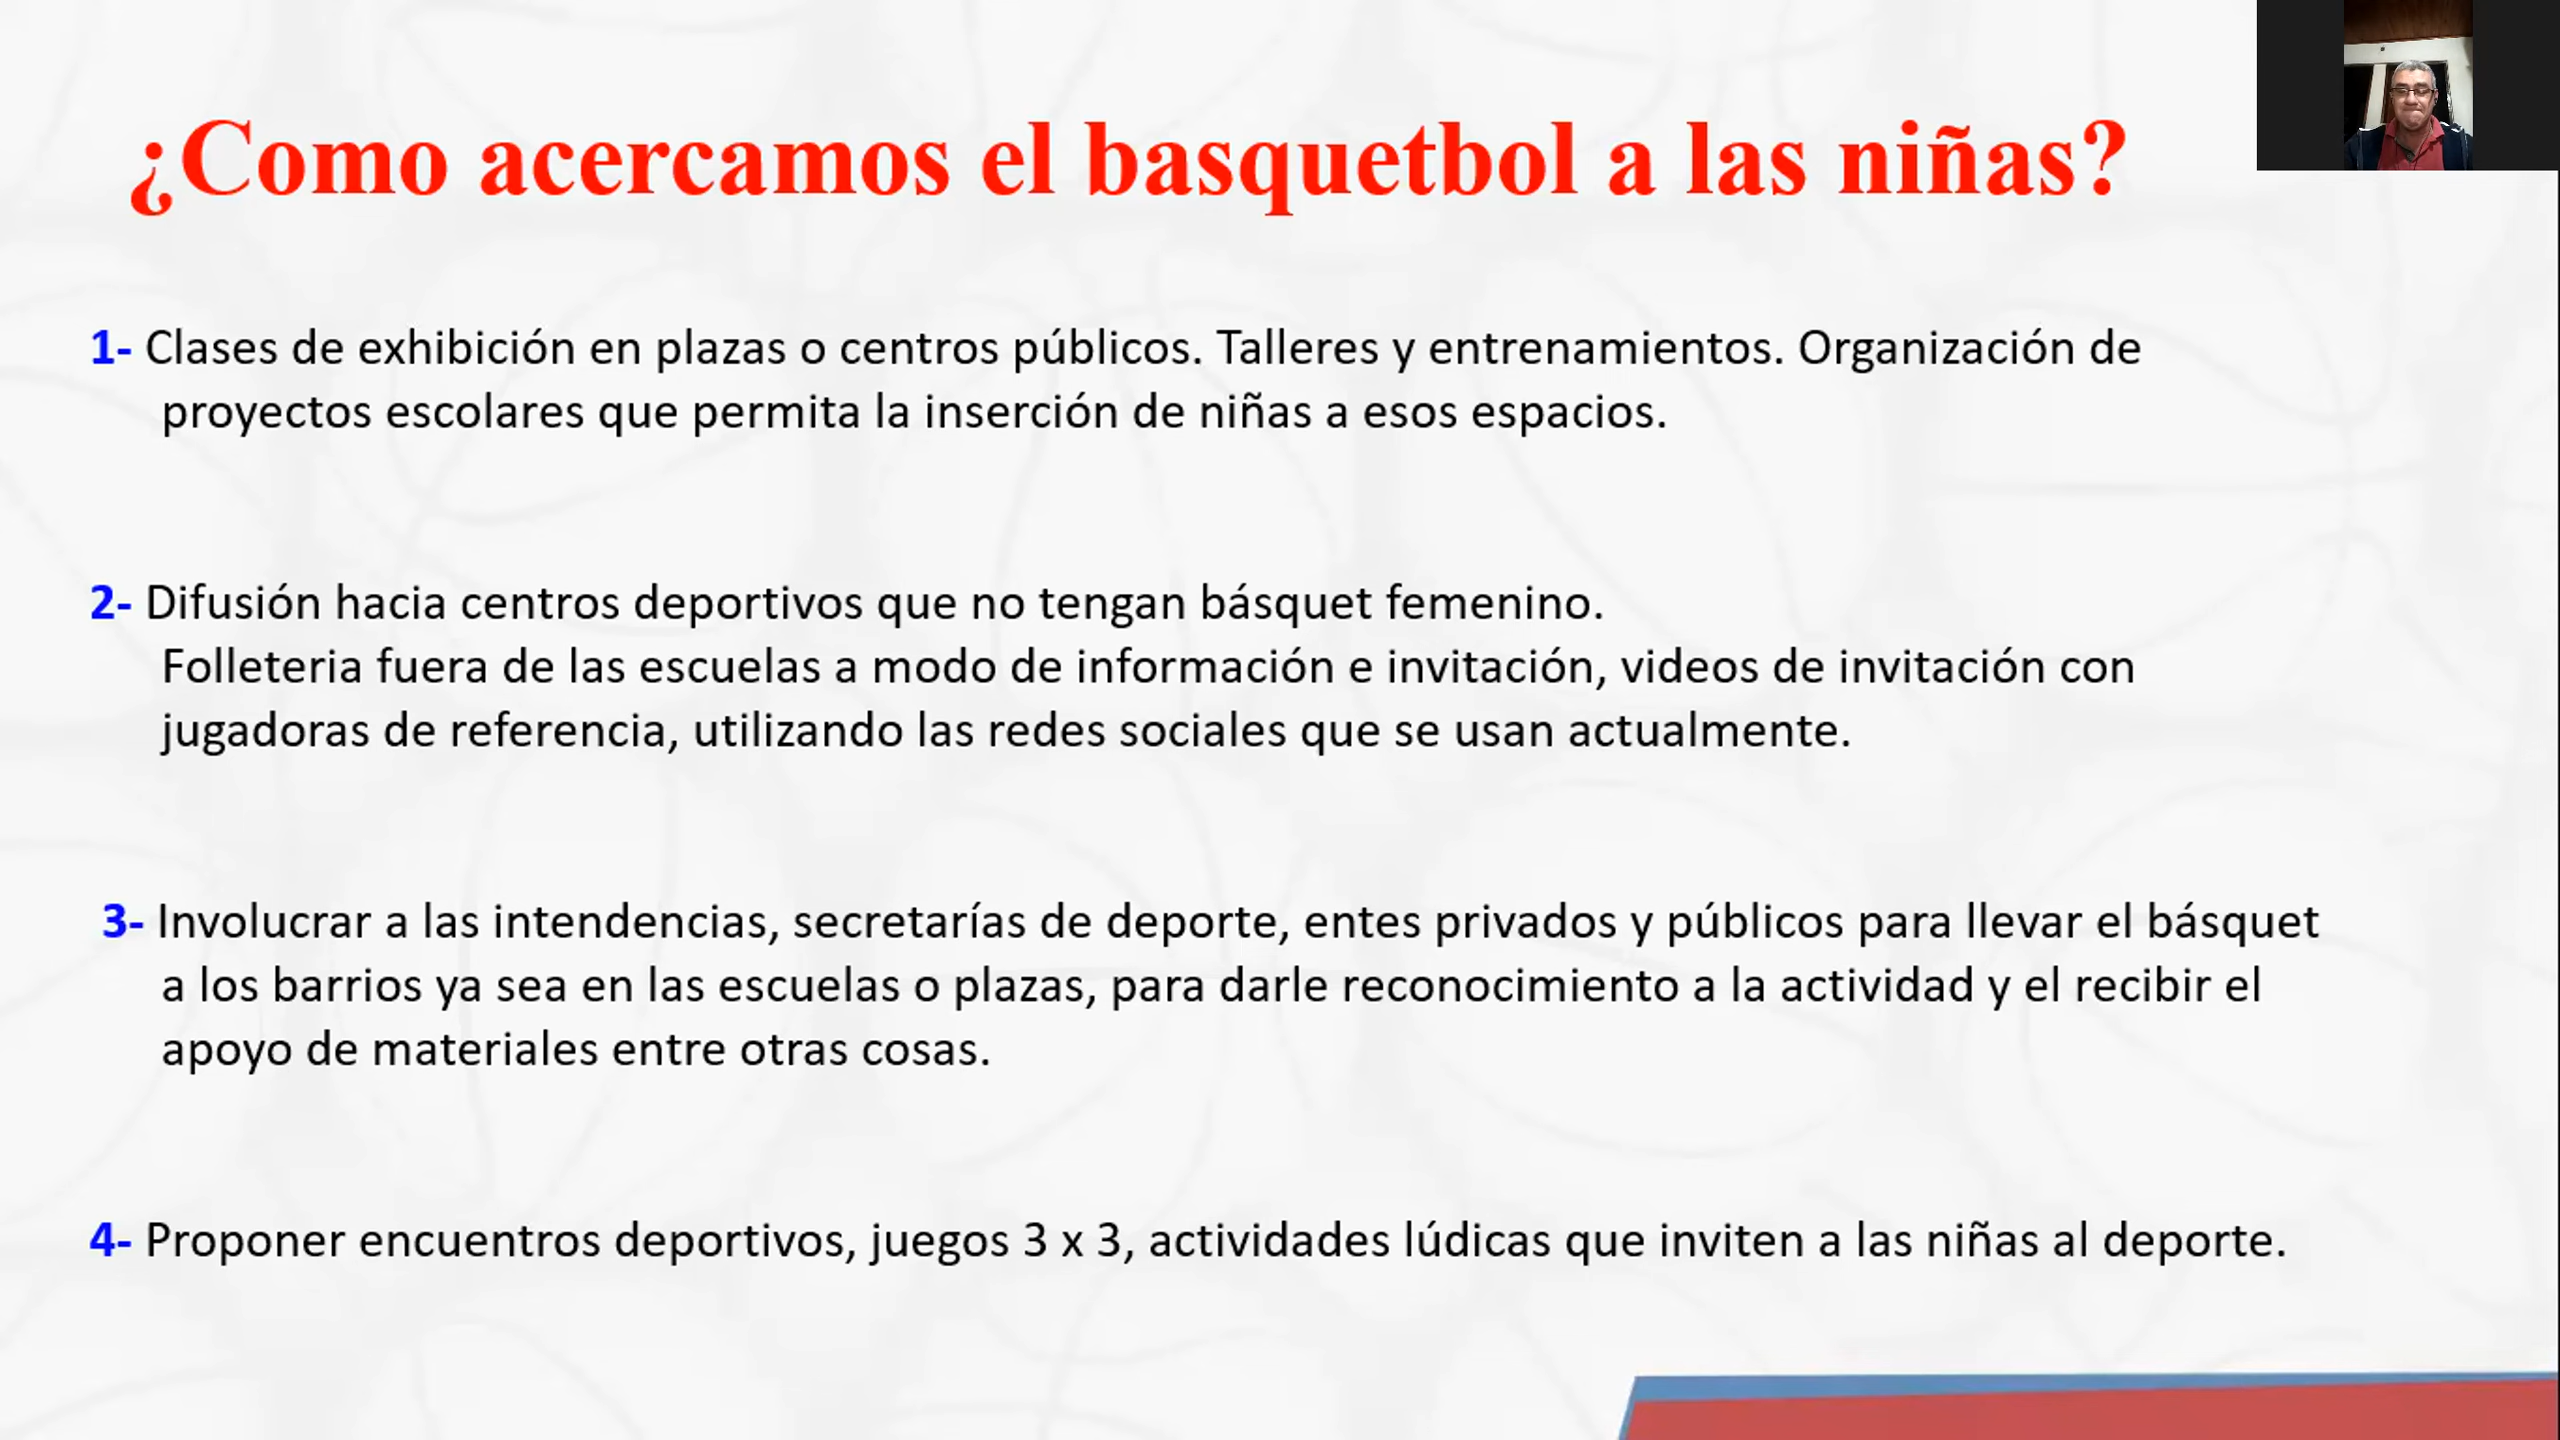 ¿Como acercamos el basquetbol a las niñas?
1- Clases de exhibición en plazas o centros públicos. Talleres y entrenamientos. Organización de
proyectos escolares que permita la inserción de niñas a esos espacios.
2- Difusión hacia centros deportivos que no tengan básquet femenino.
Folleteria fuera de las escuelas a modo de información e invitación, videos de invitación con
jugadoras de referencia, utilizando las redes sociales que se usan actualmente.
3- Involucrar a las intendencias, secretarías de deporte, entes privados y públicos para llevar el básquet
a los barrios ya sea en las escuelas o plazas, para darle reconocimiento a la actividad y el recibir el
apoyo de materiales entre otras cosas.
4- Proponer encuentros deportivos, juegos 3 x 3, actividades lúdicas que inviten a las niñas al deporte.